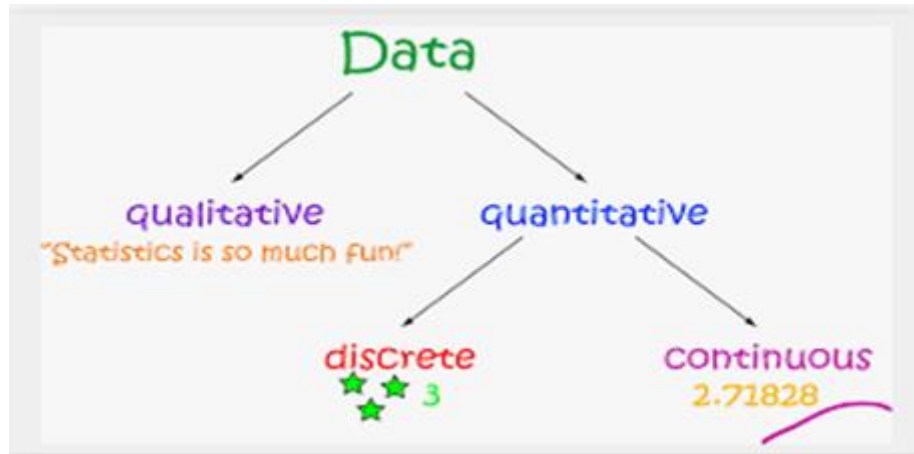 Data
qualitative quantitative
"Statistics is so much fun!"
discrete continuous
3 2.71828